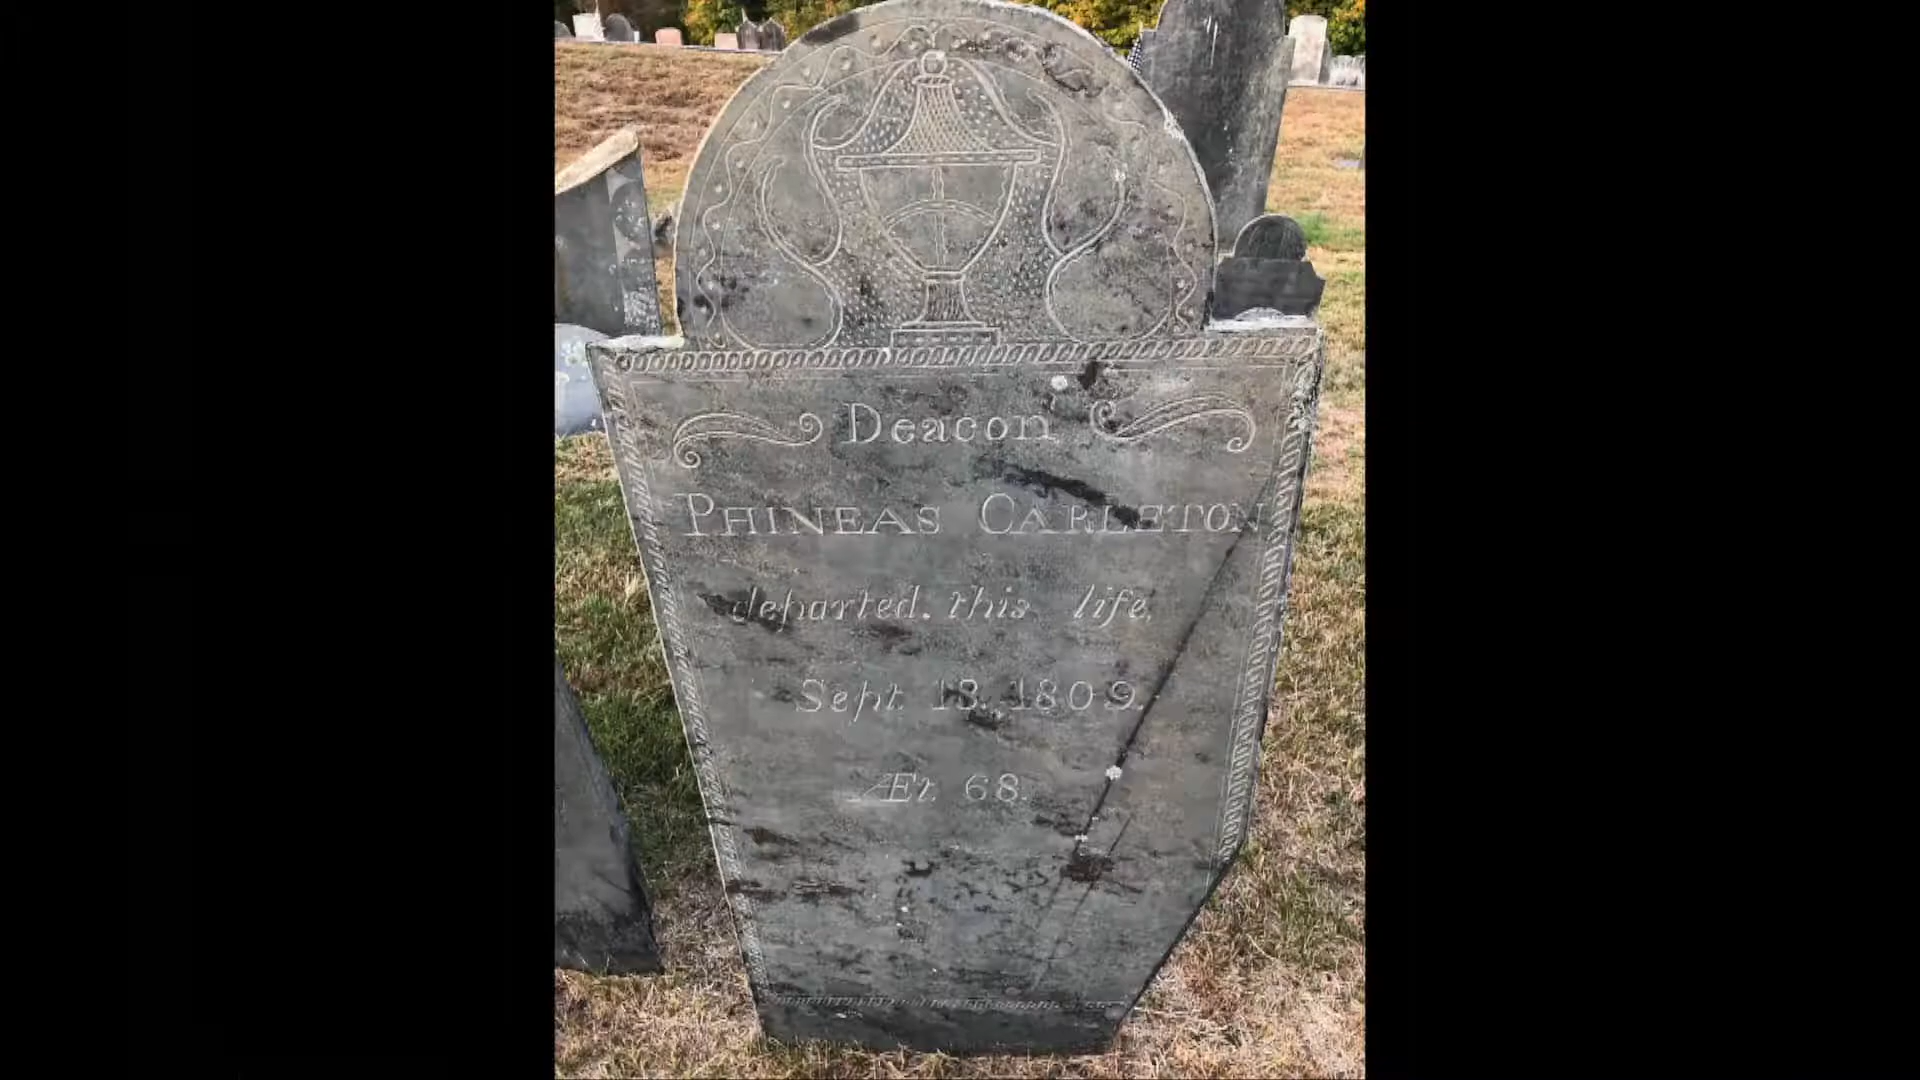 Deacon
PHINEAS CARLETON
departed, this life,
Sept. 13, 1809.
Æt. 68.